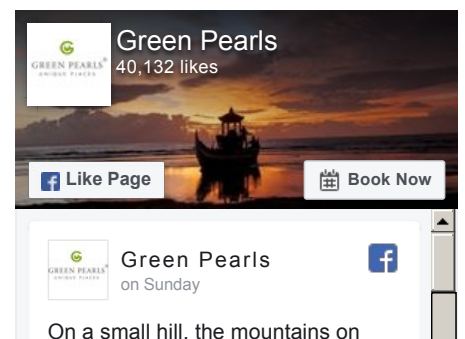 Green Pearls
40,132 likes
GREEN PEARLS®
UNIQUE PLACES
Like Page
Book Now
GREEN PEARLS®
UNIQUE PLACES
Green Pearls
on Sunday
On a small hill, the mountains on